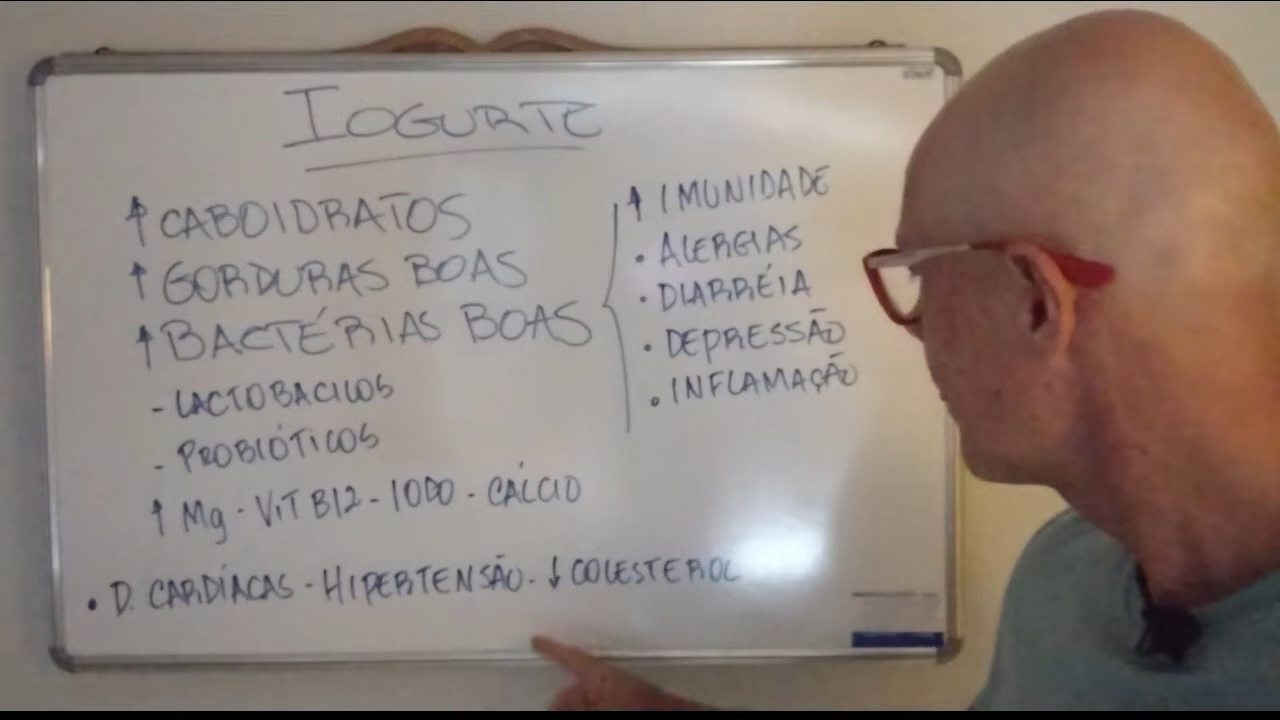 IOGURTE
↑ CABOIDRATOS
↑ GORDURAS BOAS
↑ BACTÉRIAS BOAS
- LACTOBACILOS
- PROBIÓTICOS
↑ Mg - VIT B12 - IODO - CÁLCIO
↑ IMUNIDADE
• ALERGIAS
• DIARRÉIA
• DEPRESSÃO
• INFLAMAÇÃO
• D. CARDÍACAS - HIPERTENSÃO - ↓ COLESTEROL